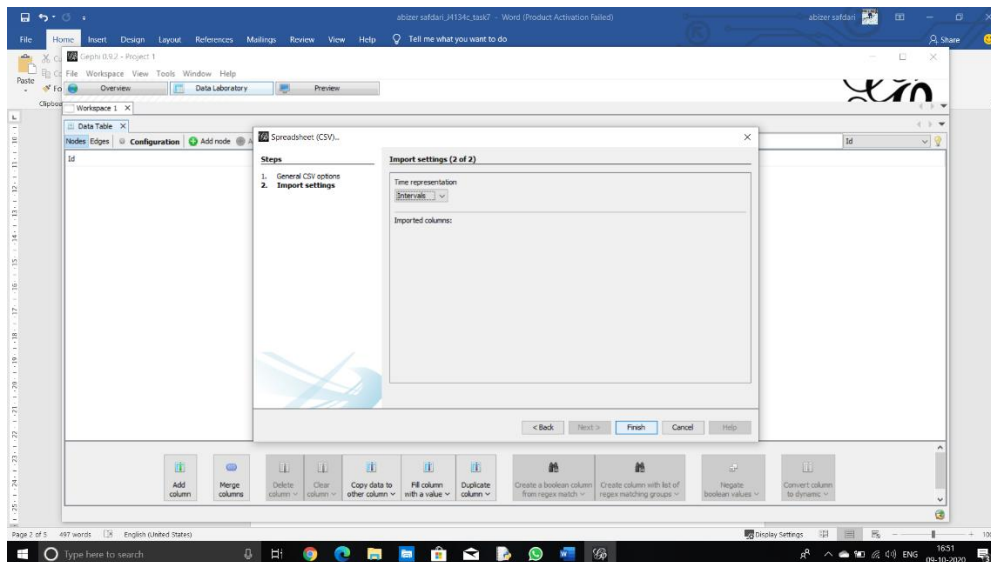 abizer safdari_J4134c_task7 - Word (Product Activation Failed)
abizer safdari
File Home Insert Design Layout References Mailings Review View Help Tell me what you want to do
Share
Paste
Clipboa
Gephi 0.9.2 - Project 1
File Workspace View Tools Window Help
Overview Data Laboratory Preview
Workspace 1 X
Data Table X
Nodes Edges Configuration Add node
Id
Id
Spreadsheet (CSV)...
Steps
1. General CSV options
2. Import settings
Import settings (2 of 2)
Time representation
Intervals
Imported columns:
< Back Next > Finish Cancel Help
Add column
Merge columns
Delete column
Clear column
Copy data to other column
Fill column with a value
Duplicate column
Create a boolean column from regex match
Create column with list of regex matching groups
Negate boolean values
Convert column to dynamic
Page 2 of 5 497 words English (United States)
Display Settings
100
Type here to search
ENG
1651
09-10-2020